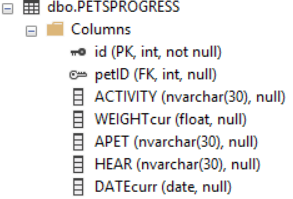 dbo.PETSPROGRESS
Columns
id (PK, int, not null)
petID (FK, int, null)
ACTIVITY (nvarchar(30), null)
WEIGHTcur (float, null)
APET (nvarchar(30), null)
HEAR (nvarchar(30), null)
DATEcurr (date, null)